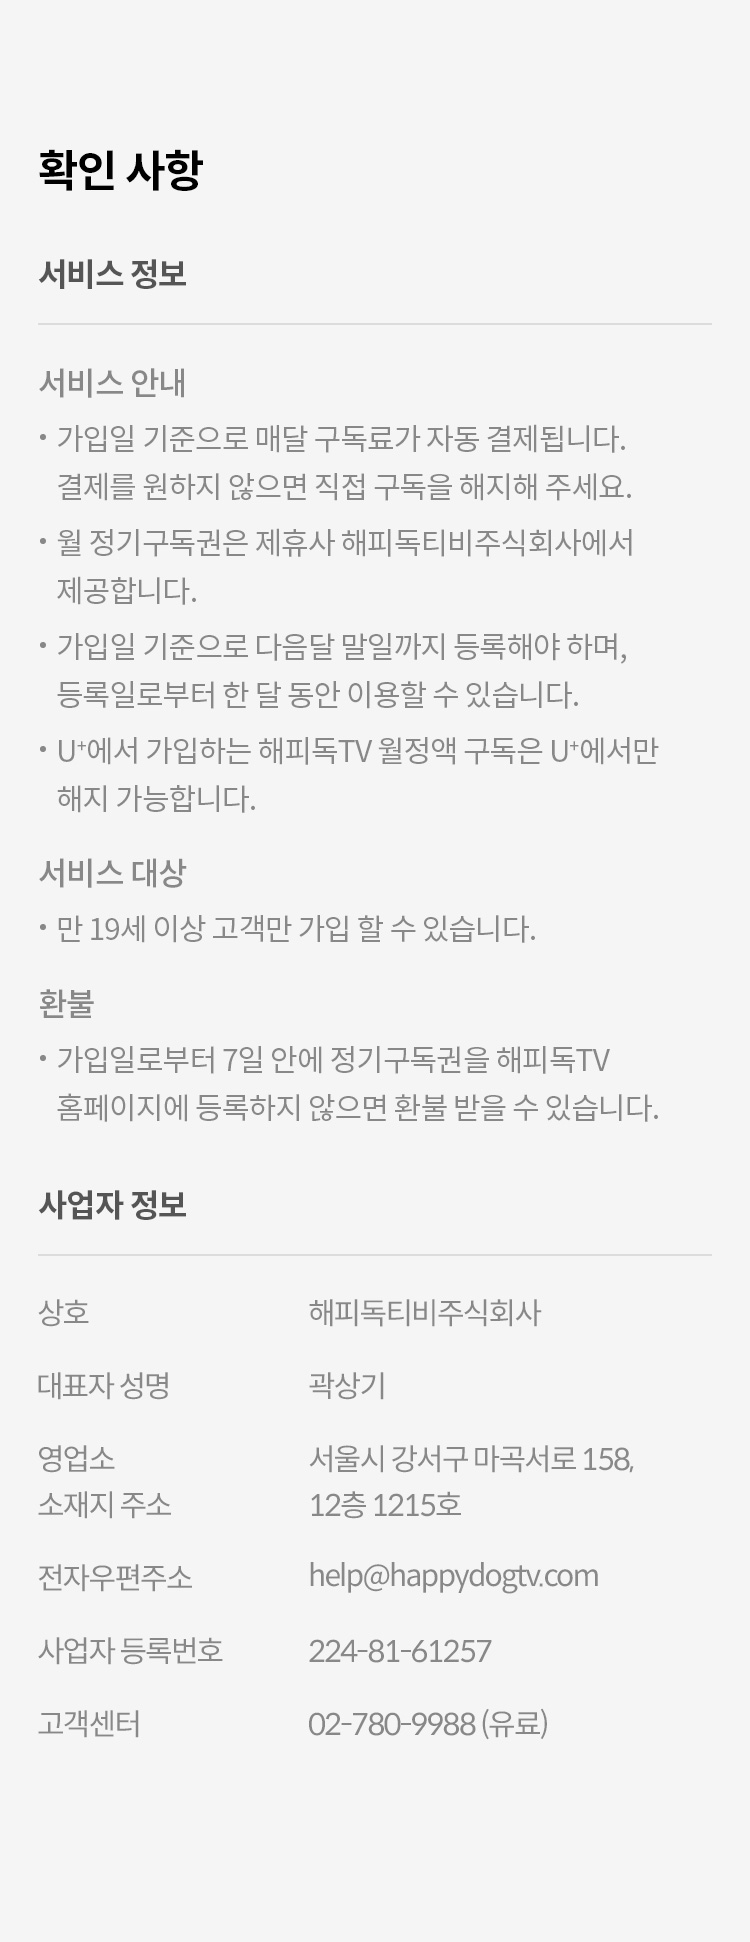 확인 사항
서비스 정보
서비스 안내
• 가입일 기준으로 매달 구독료가 자동 결제됩니다.
결제를 원하지 않으면 직접 구독을 해지해 주세요.
• 월 정기구독권은 제휴사 해피독티비주식회사에서
제공합니다.
• 가입일 기준으로 다음달 말일까지 등록해야 하며,
등록일로부터 한 달 동안 이용할 수 있습니다.
• U⁺에서 가입하는 해피독TV 월정액 구독은 U⁺에서만
해지 가능합니다.
서비스 대상
• 만 19세 이상 고객만 가입 할 수 있습니다.
환불
• 가입일로부터 7일 안에 정기구독권을 해피독TV
홈페이지에 등록하지 않으면 환불 받을 수 있습니다.
사업자 정보
상호 해피독티비주식회사
대표자 성명 곽상기
영업소 서울시 강서구 마곡서로 158,
소재지 주소 12층 1215호
전자우편주소 help@happydogtv.com
사업자 등록번호 224-81-61257
고객센터 02-780-9988 (유료)